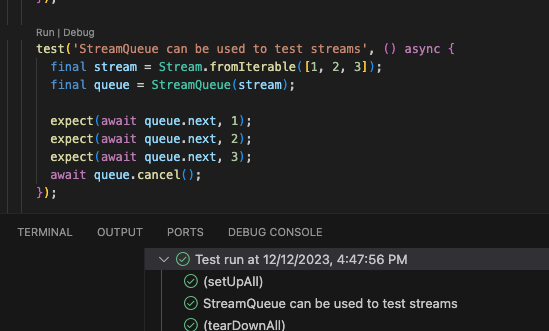 });
Run | Debug
test('StreamQueue can be used to test streams', () async {
final stream = Stream.fromIterable([1, 2, 3]);
final queue = StreamQueue(stream);
expect(await queue.next, 1);
expect(await queue.next, 2);
expect(await queue.next, 3);
await queue.cancel();
});
TERMINAL OUTPUT PORTS DEBUG CONSOLE
Test run at 12/12/2023, 4:47:56 PM
(setUpAll)
StreamQueue can be used to test streams
(tearDownAll)